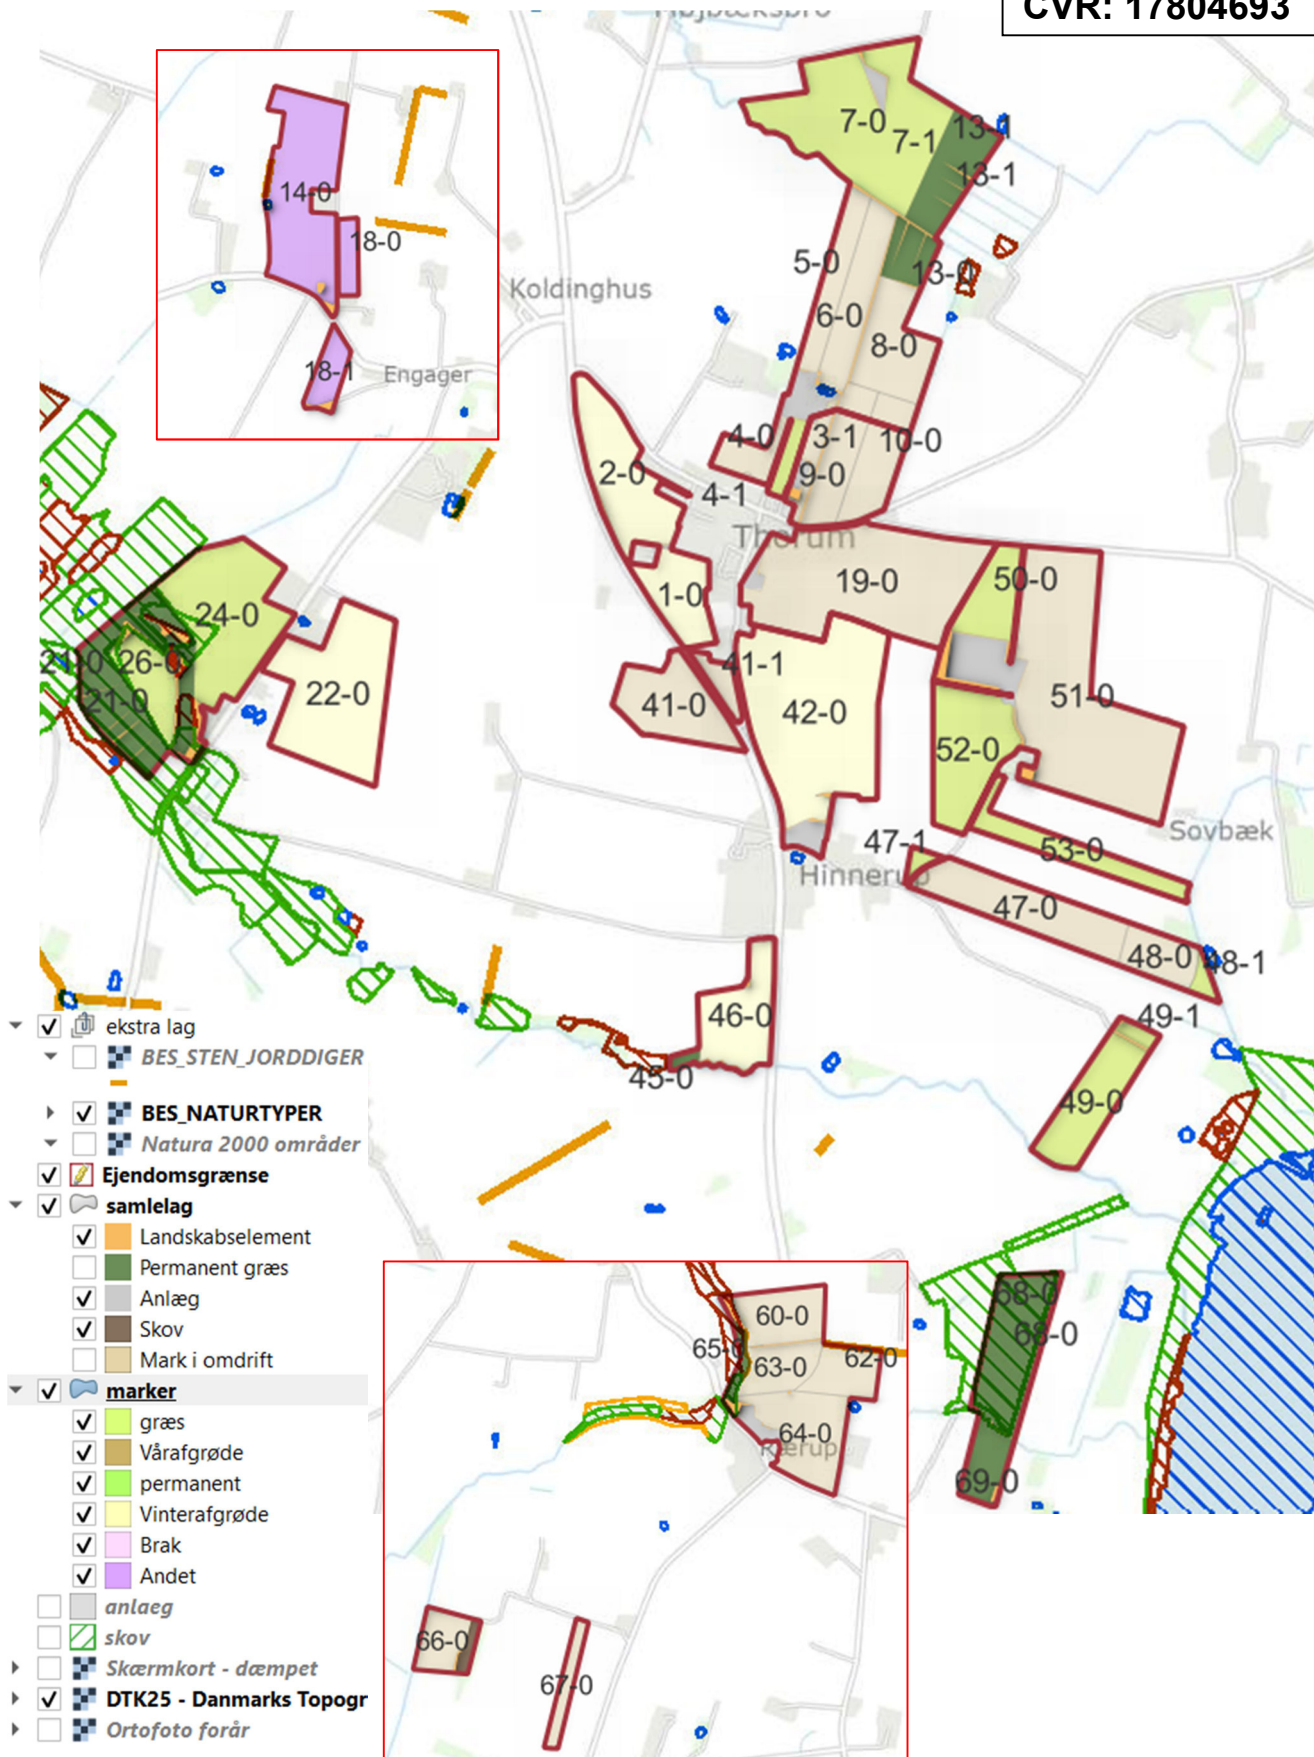 CVR: 17804693
Højbæksbro
7-0
7-1
13-1
13-1
14-0
18-0
5-0
13-0
Koldinghus
6-0
8-0
18-1
Engager
4-0
3-1
10-0
2-0
9-0
4-1
Thorum
19-0
50-0
1-0
24-0
21-0
26-0
41-1
22-0
21-0
41-0
42-0
51-0
52-0
Sovbæk
47-1
53-0
Hinnerup
47-0
48-0
48-1
46-0
49-1
45-0
49-0
ekstra lag
BES_STEN_JORDDIGER
BES_NATURTYPER
Natura 2000 områder
Ejendomsgrænse
samlelag
Landskabselement
Permanent græs
Anlæg
Skov
Mark i omdrift
marker
græs
Vårafgrøde
permanent
Vinterafgrøde
Brak
Andet
anlaeg
skov
Skærmkort - dæmpet
DTK25 - Danmarks Topogr
Ortofoto forår
60-0
68-0
68-0
65-0
63-0
62-0
64-0
69-0
66-0
67-0